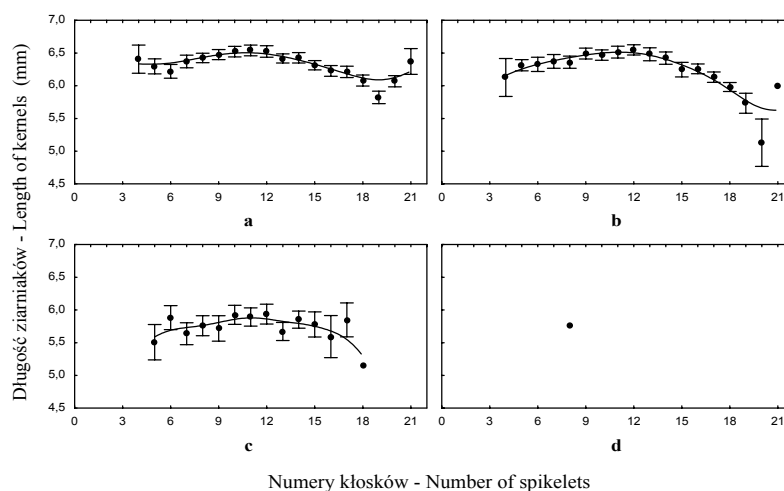 Długość ziarniaków - Length of kernels (mm)
7,0
6,5
6,0
5,5
5,0
4,5
0 3 6 9 12 15 18 21
a
0 3 6 9 12 15 18 21
b
7,0
6,5
6,0
5,5
5,0
4,5
0 3 6 9 12 15 18 21
c
0 3 6 9 12 15 18 21
d
Numery kłosków - Number of spikelets